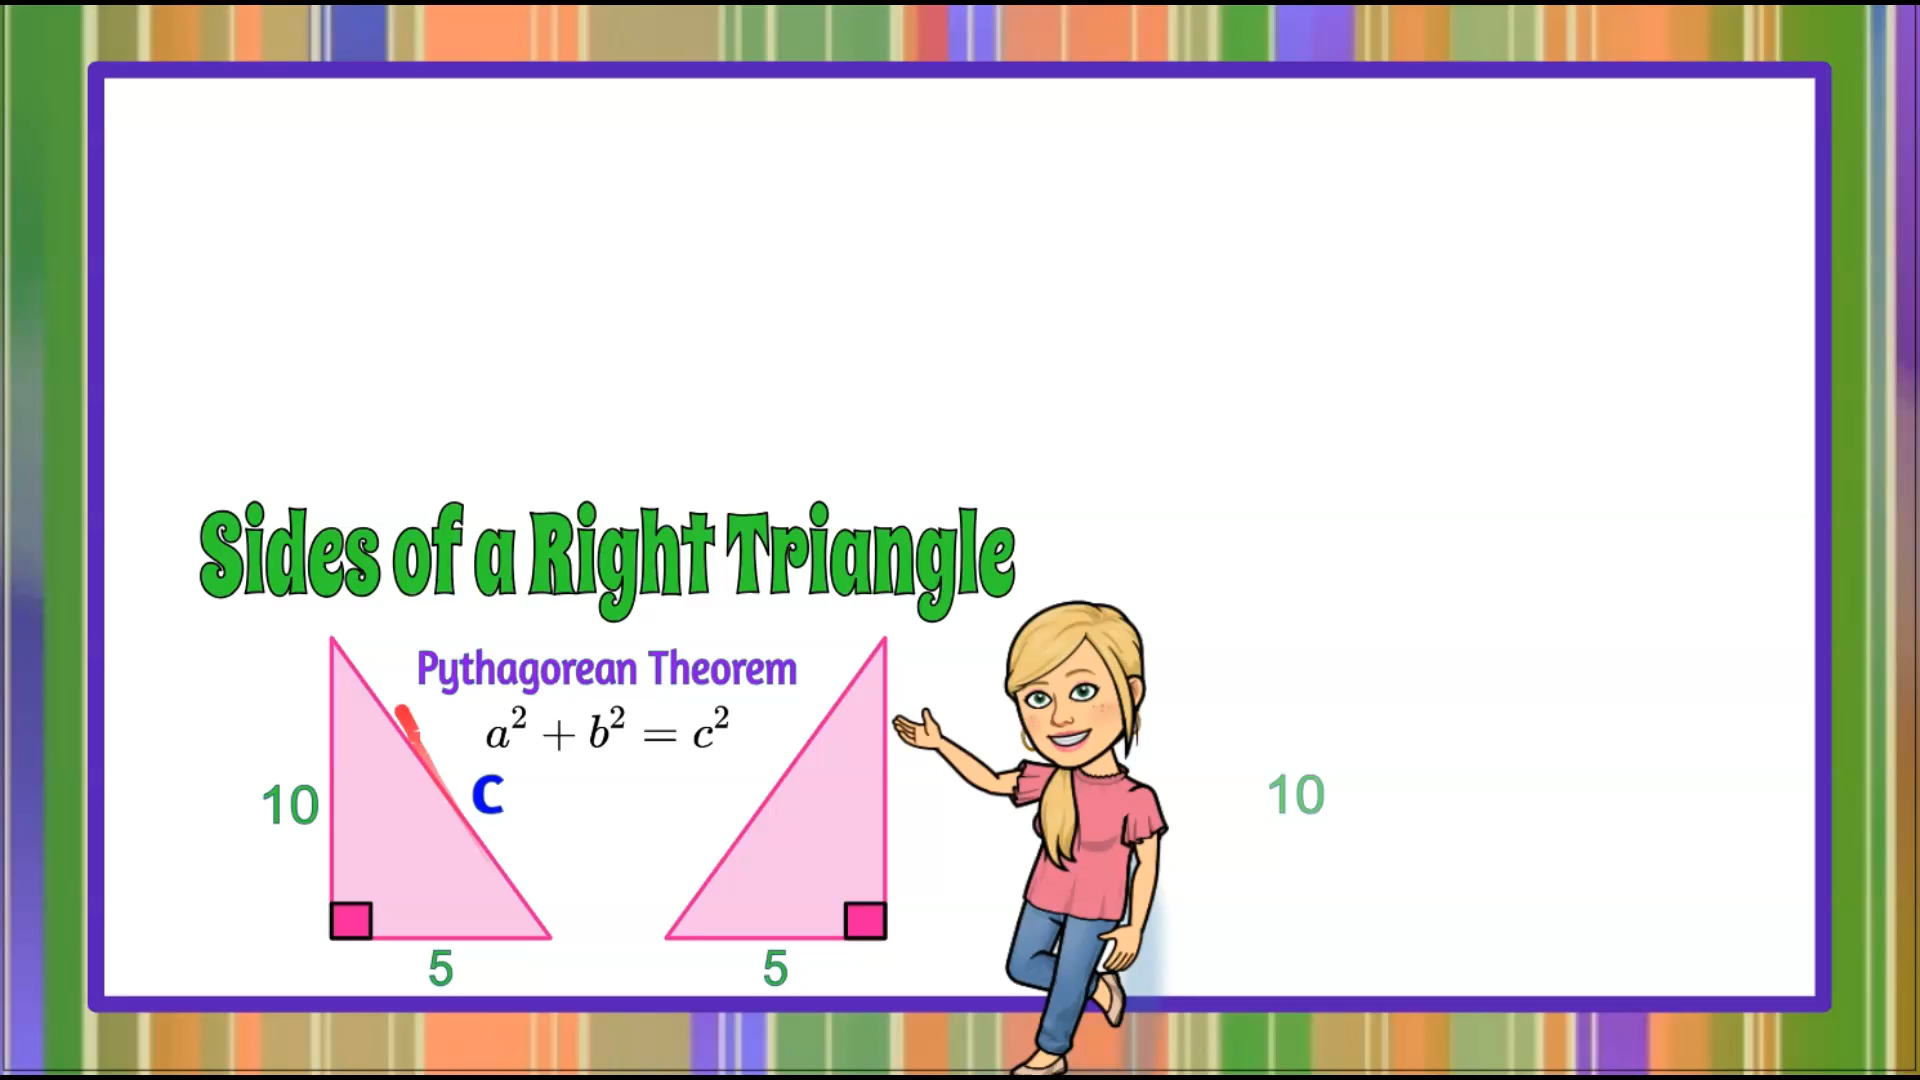 Sides of a Right Triangle
Pythagorean Theorem
a² + b² = c²
10
C
10
5
5